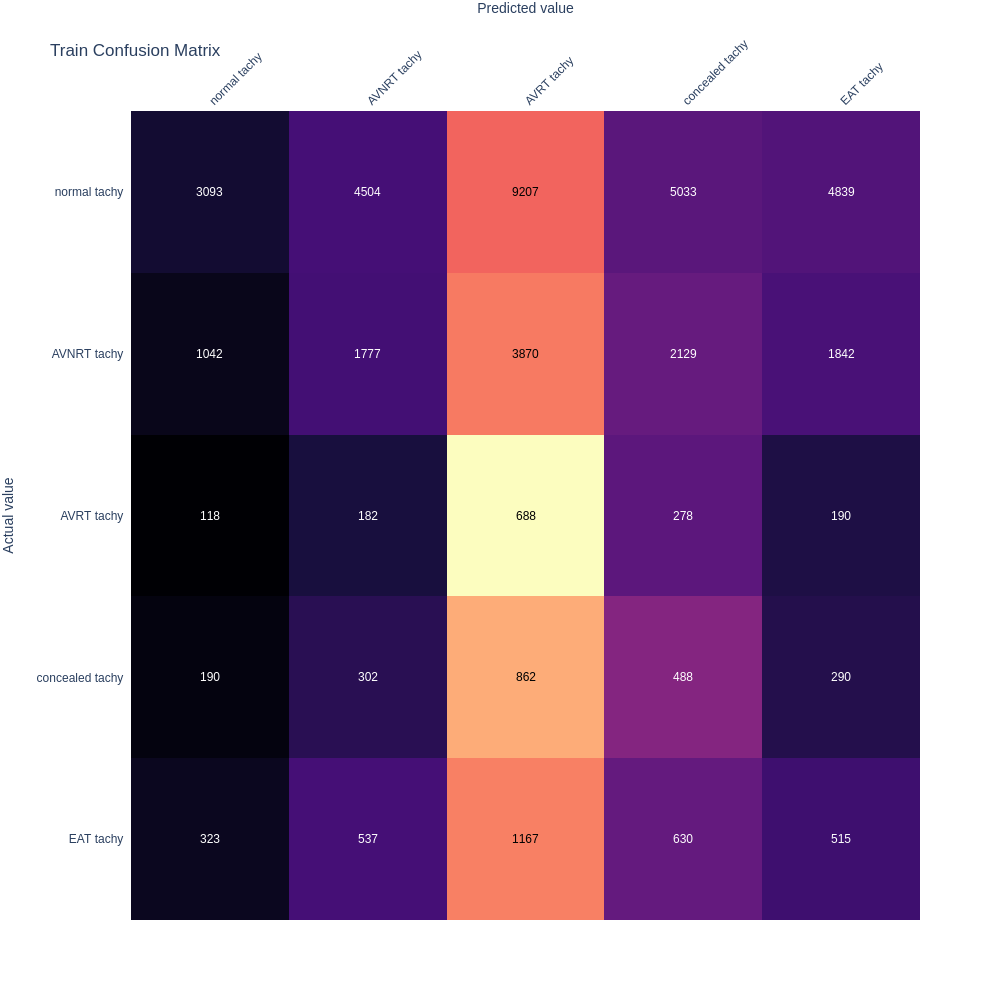 Predicted value
Train Confusion Matrix
normal tachy AVNRT tachy AVRT tachy concealed tachy EAT tachy
normal tachy 3093 4504 9207 5033 4839
AVNRT tachy 1042 1777 3870 2129 1842
Actual value
AVRT tachy 118 182 688 278 190
concealed tachy 190 302 862 488 290
EAT tachy 323 537 1167 630 515